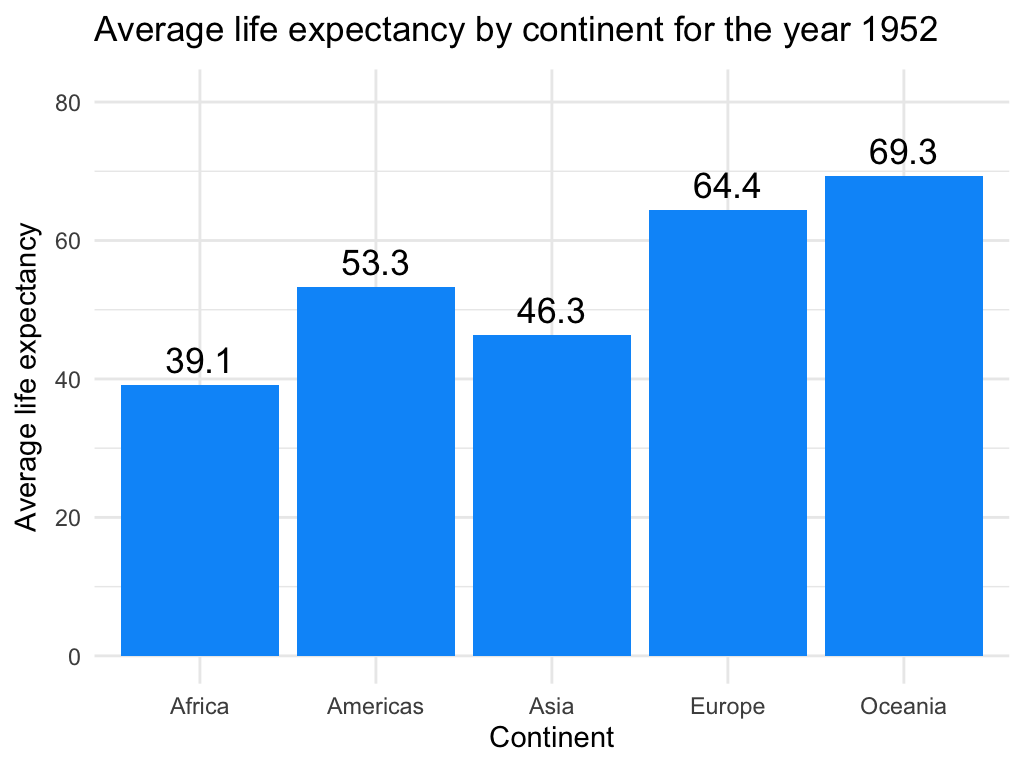 Average life expectancy by continent for the year 1952
Average life expectancy
80
60
40
20
0
39.1
53.3
46.3
64.4
69.3
Africa Americas Asia Europe Oceania
Continent